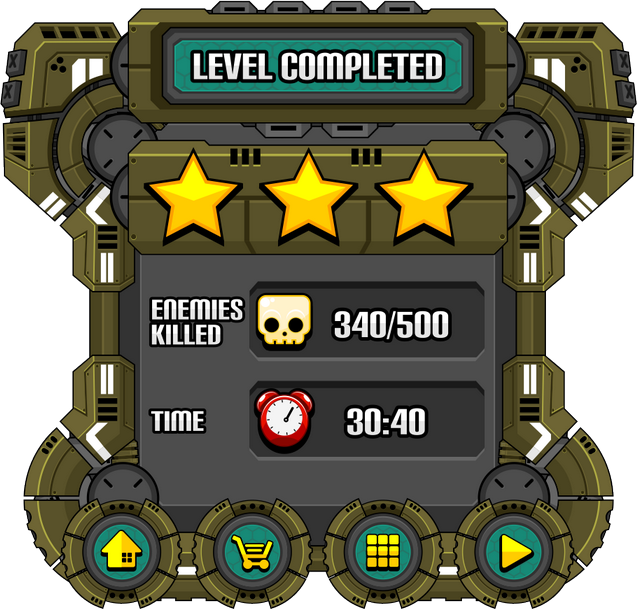 LEVEL COMPLETED
ENEMIES
KILLED
340/500
TIME
30:40